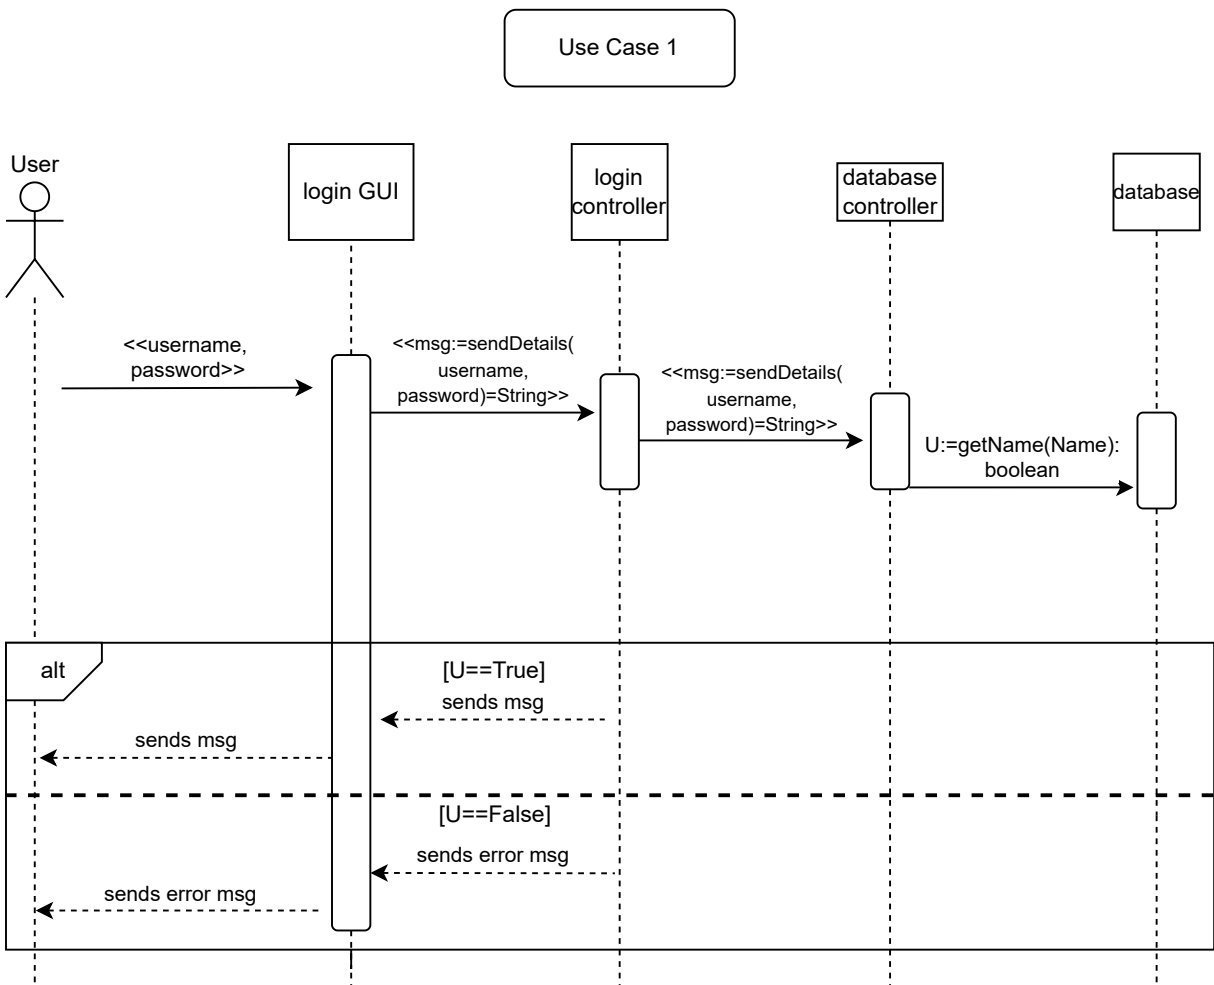 Use Case 1
User
login GUI
login
controller
database
controller
database
<<username,
password>>
<<msg:=sendDetails(
username,
password)=String>>
<<msg:=sendDetails(
username,
password)=String>>
U:=getName(Name):
boolean
alt
[U==True]
sends msg
sends msg
[U==False]
sends error msg
sends error msg